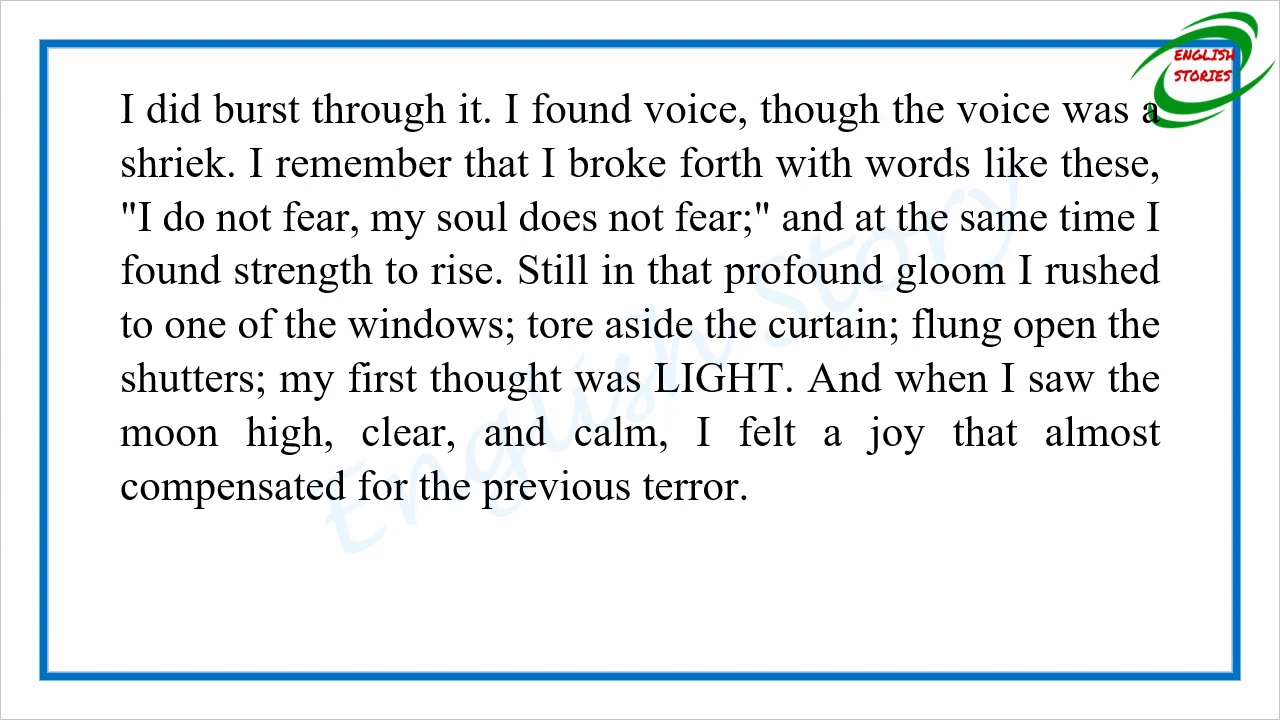 ENGLISH
STORIES
I did burst through it. I found voice, though the voice was a
shriek. I remember that I broke forth with words like these,
"I do not fear, my soul does not fear;" and at the same time I
found strength to rise. Still in that profound gloom I rushed
to one of the windows; tore aside the curtain; flung open the
shutters; my first thought was LIGHT. And when I saw the
moon high, clear, and calm, I felt a joy that almost
compensated for the previous terror.
English Story